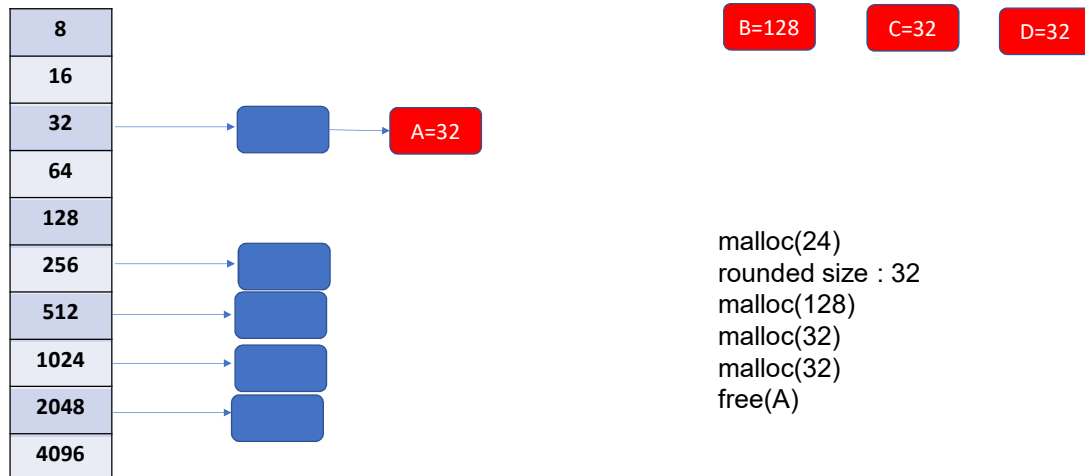 8
16
32
64
128
256
512
1024
2048
4096
A=32
B=128
C=32
D=32
malloc(24)
rounded size : 32
malloc(128)
malloc(32)
malloc(32)
free(A)